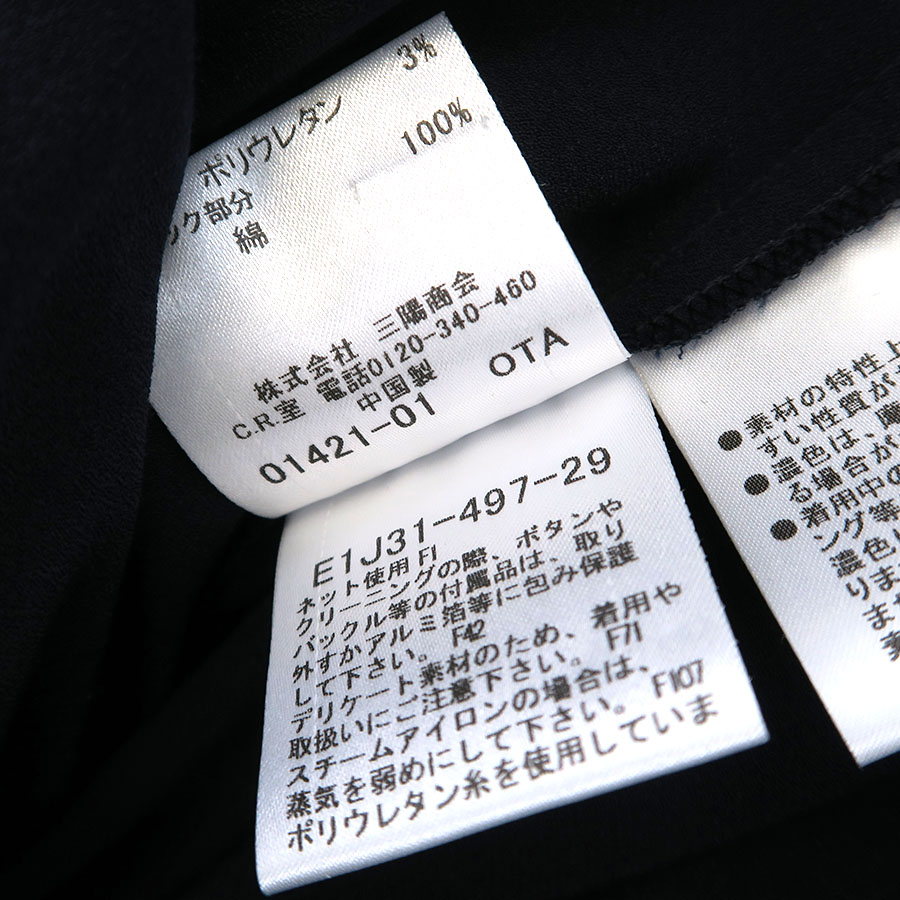 ポリウレタン 3%
ック部分
綿 100%
株式会社 三陽商会
C.R.室 電話0120-340-460
中国製
01421-01 OTA
E1J31-497-29
ネット使用 F1
クリーニングの際、ボタンや
バックル等の付属品は、取り
外すかアルミ箔等に包み保護
して下さい。 F42
デリケート素材のため、着用や
取扱いにご注意下さい。 F71
スチームアイロンの場合は、
蒸気を弱めにして下さい。 F107
ポリウレタン糸を使用していま
●素材の特性上
すい性質が
●濃色は、
る場合が
●着用中の
ング等
濃色
りま